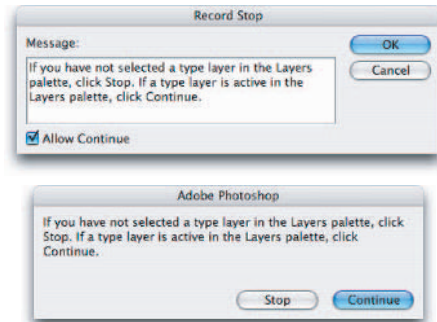 Record Stop
Message:
OK
If you have not selected a type layer in the Layers
palette, click Stop. If a type layer is active in the
Layers palette, click Continue.
Cancel
Allow Continue
Adobe Photoshop
If you have not selected a type layer in the Layers palette, click
Stop. If a type layer is active in the Layers palette, click
Continue.
Stop
Continue